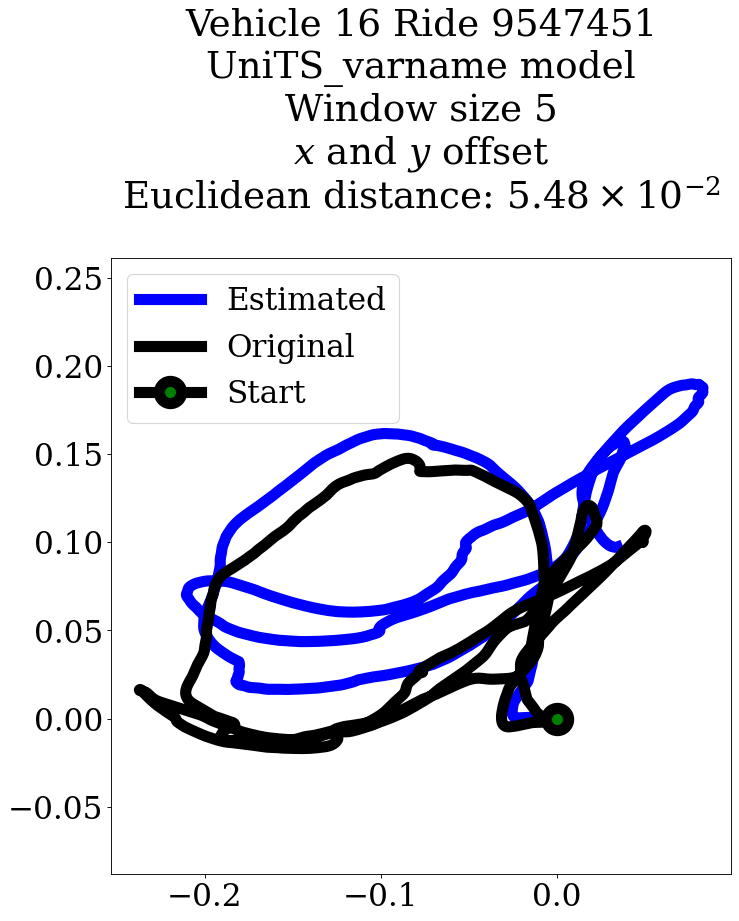 Vehicle 16 Ride 9547451
UniTS_varname model
Window size 5
x and y offset
Euclidean distance: 5.48 × 10⁻²
Estimated
Original
Start
0.25
0.20
0.15
0.10
0.05
0.00
−0.05
−0.2
−0.1
0.0